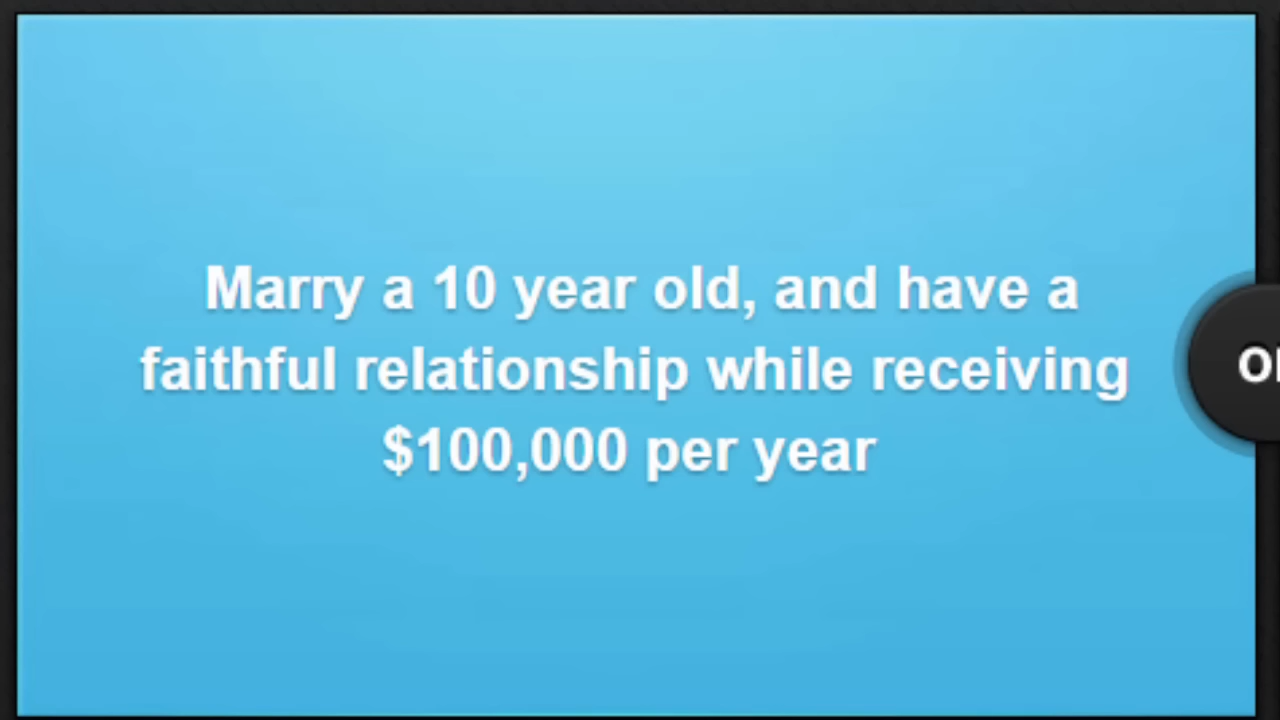 Marry a 10 year old, and have a
faithful relationship while receiving
$100,000 per year